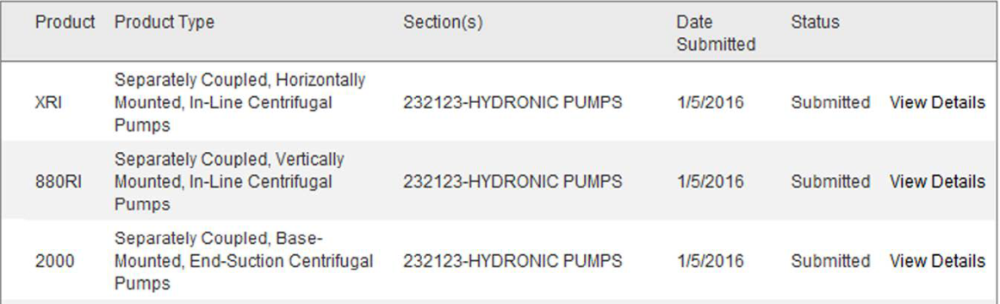 Product Product Type Section(s) Date Submitted Status
XRI Separately Coupled, Horizontally Mounted, In-Line Centrifugal Pumps 232123-HYDRONIC PUMPS 1/5/2016 Submitted View Details
880RI Separately Coupled, Vertically Mounted, In-Line Centrifugal Pumps 232123-HYDRONIC PUMPS 1/5/2016 Submitted View Details
2000 Separately Coupled, Base-Mounted, End-Suction Centrifugal Pumps 232123-HYDRONIC PUMPS 1/5/2016 Submitted View Details